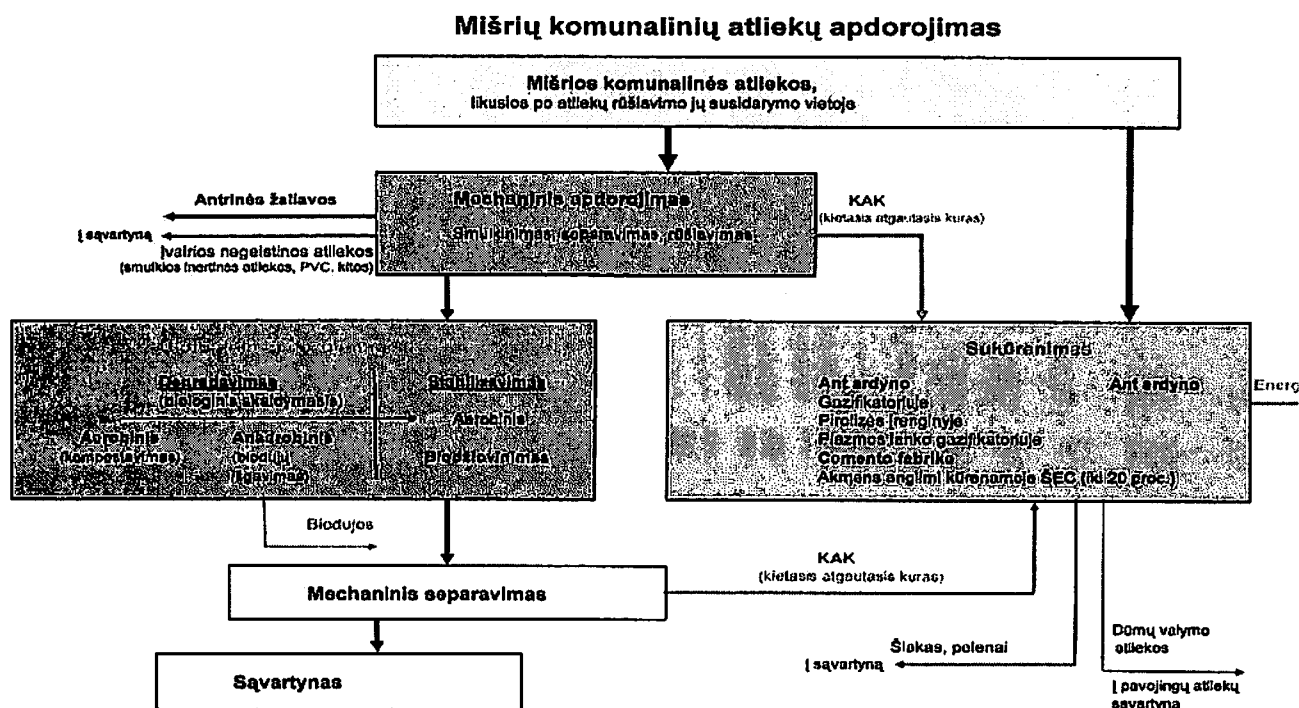 Mišrių komunalinių atliekų apdorojimas
Mišrios komunalinės atliekos,
likusios po atliekų rūšiavimo jų susidarymo vietoje
Mechaninis apdorojimas
Smulkinimas, separavimas, rūšiavimas
Antrinės žaliavos
Į sąvartyną
Įvairios negeistinos atliekos
(smulkios inertinės atliekos, PVC, kitos)
KAK
(kietasis atgautasis kuras)
Degradavimas
(biologinis skaidymasis)
Stabilizavimas
Aerobinis
(kompostavimas)
Anaerobinis
(biodujų
išgavimas)
Aerobinis
Biodžiovinimas
Sukūrenimas
Ant ardyno
Gazifikatoriuje
Pirolizės įrenginyje
Plazmos lanko gazifikatoriuje
Cemento fabrike
Akmens anglimi kūrenamoje ŠEC (iki 20 proc.)
Ant ardyno
Energ
Biodujos
Mechaninis separavimas
KAK
(kietasis atgautasis kuras)
Sąvartynas
Šlakas, pelenai
Į sąvartyną
Dūmų valymo
atliekos
Į pavojingų atliekų
sąvartyną